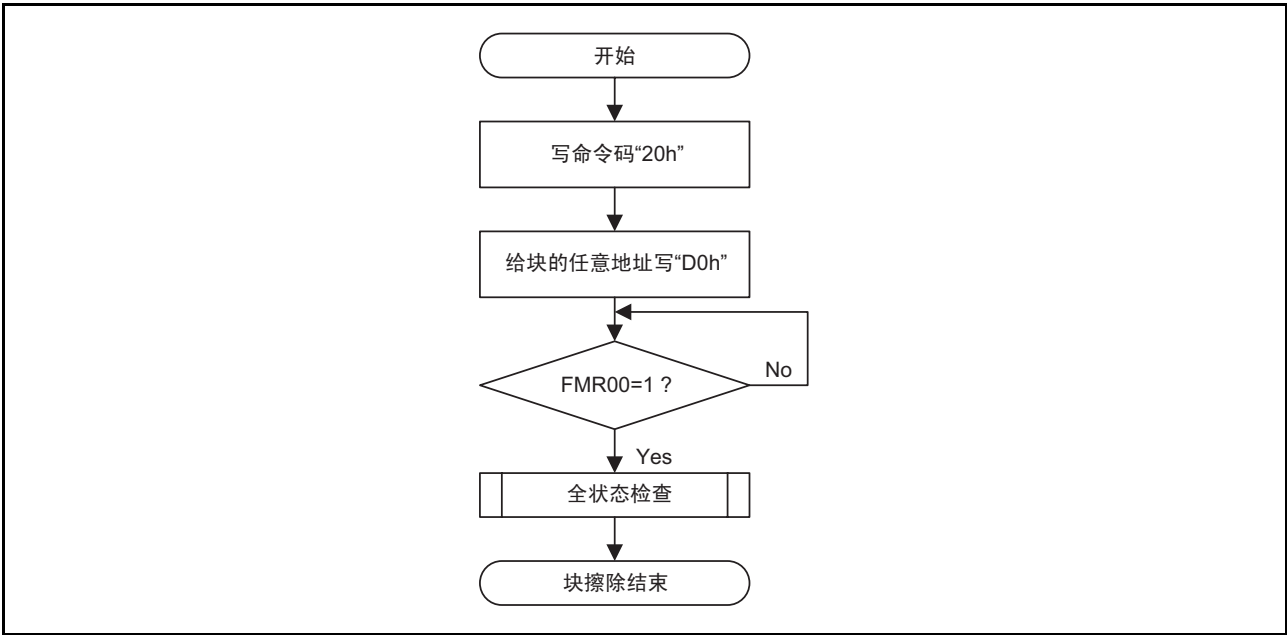 开始
写命令码“20h”
给块的任意地址写“D0h”
FMR00=1 ?
No
Yes
全状态检查
块擦除结束